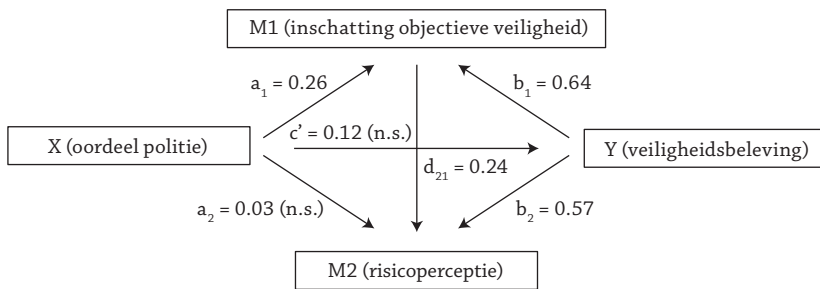 M1 (inschatting objectieve veiligheid)
a₁ = 0.26
b₁ = 0.64
X (oordeel politie)
c’ = 0.12 (n.s.)
Y (veiligheidsbeleving)
d₂₁ = 0.24
a₂ = 0.03 (n.s.)
b₂ = 0.57
M2 (risicoperceptie)